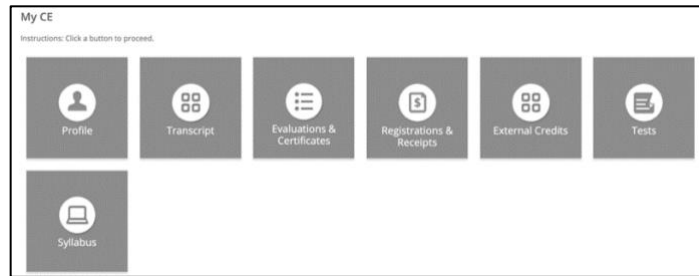 My CE
Instructions: Click a button to proceed.
Profile
Transcript
Evaluations &
Certificates
Registrations &
Receipts
External Credits
Tests
Syllabus